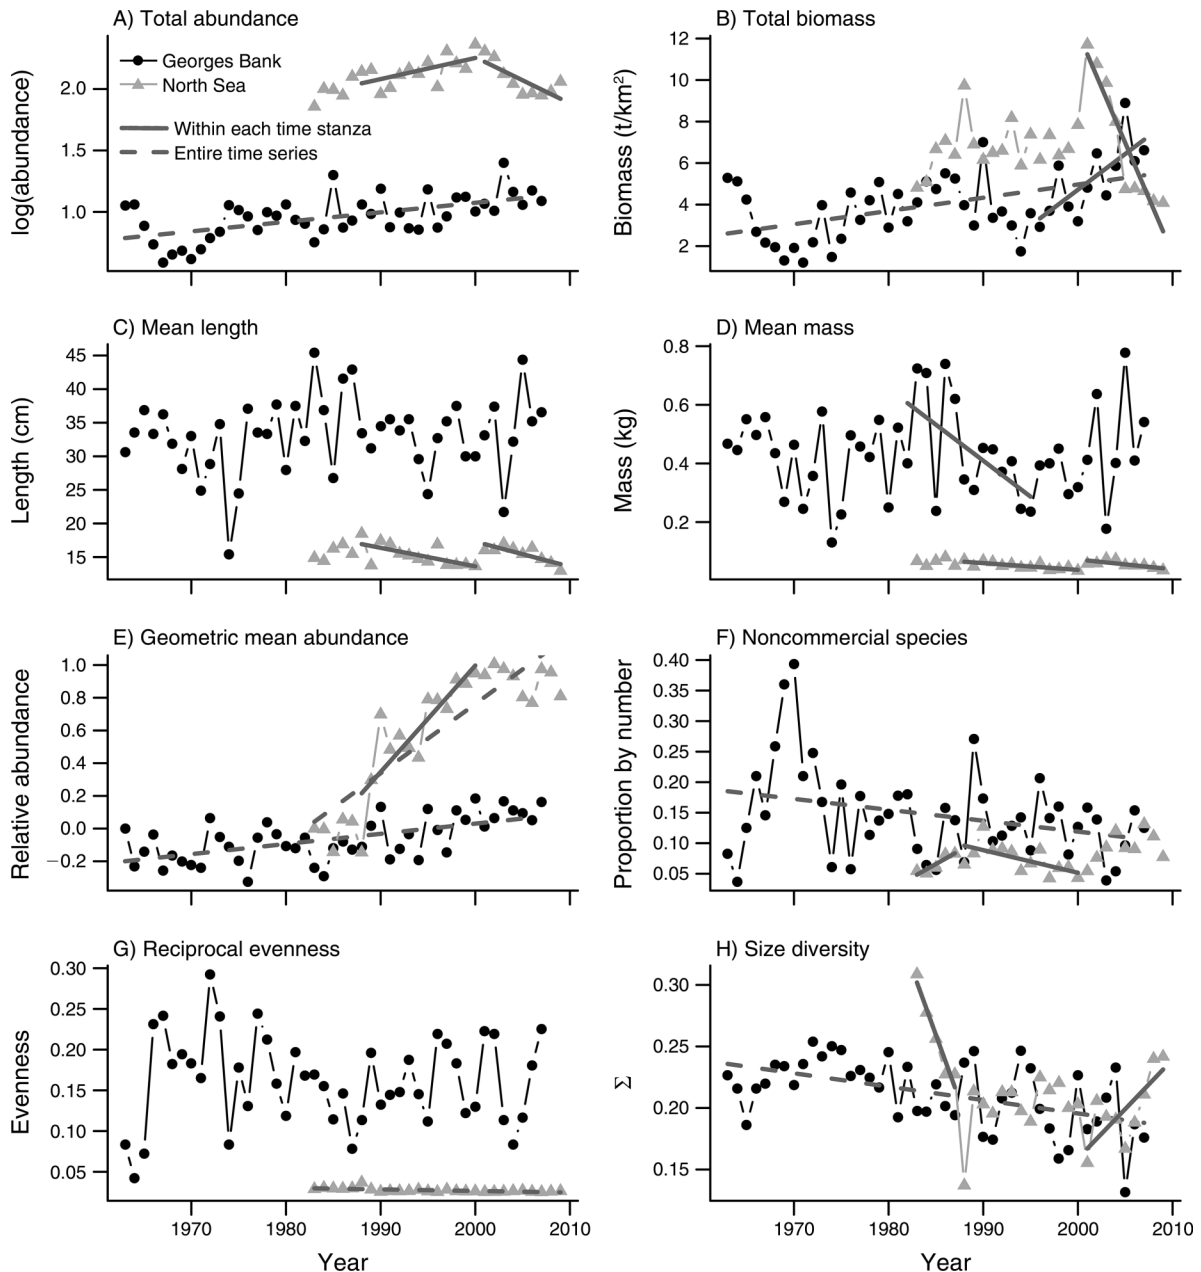 A) Total abundance
Georges Bank
North Sea
Within each time stanza
Entire time series
log(abundance)
2.0
1.5
1.0
B) Total biomass
Biomass (t/km²)
12
10
8
6
4
2
C) Mean length
Length (cm)
45
40
35
30
25
20
15
D) Mean mass
Mass (kg)
0.8
0.6
0.4
0.2
E) Geometric mean abundance
Relative abundance
1.0
0.8
0.6
0.4
0.2
0.0
−0.2
F) Noncommercial species
Proportion by number
0.40
0.35
0.30
0.25
0.20
0.15
0.10
0.05
G) Reciprocal evenness
Evenness
0.30
0.25
0.20
0.15
0.10
0.05
1970 1980 1990 2000 2010
Year
H) Size diversity
Σ
0.30
0.25
0.20
0.15
1970 1980 1990 2000 2010
Year